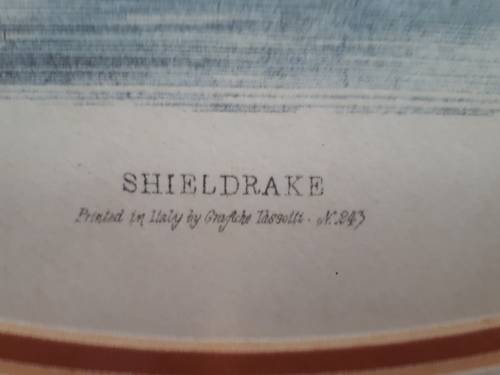 SHIELDRAKE
Printed in Italy by Grafiche Tassotti - N. 243